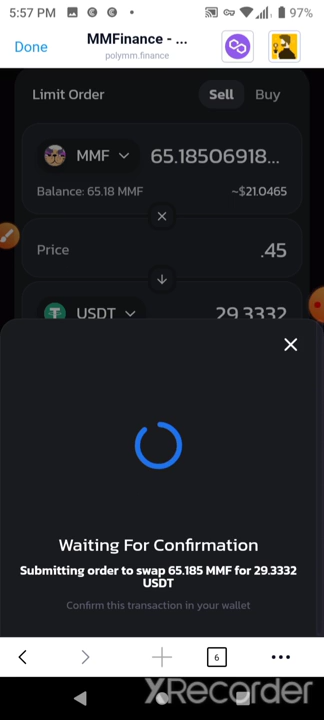 5:57 PM
97%
Done
MMFinance - ...
polymm.finance
Limit Order
Sell
Buy
MMF
65.18506918...
Balance: 65.18 MMF
~$21.0465
Price
.45
USDT
29.3332
Waiting For Confirmation
Submitting order to swap 65.185 MMF for 29.3332
USDT
Confirm this transaction in your wallet
6
XRecorder